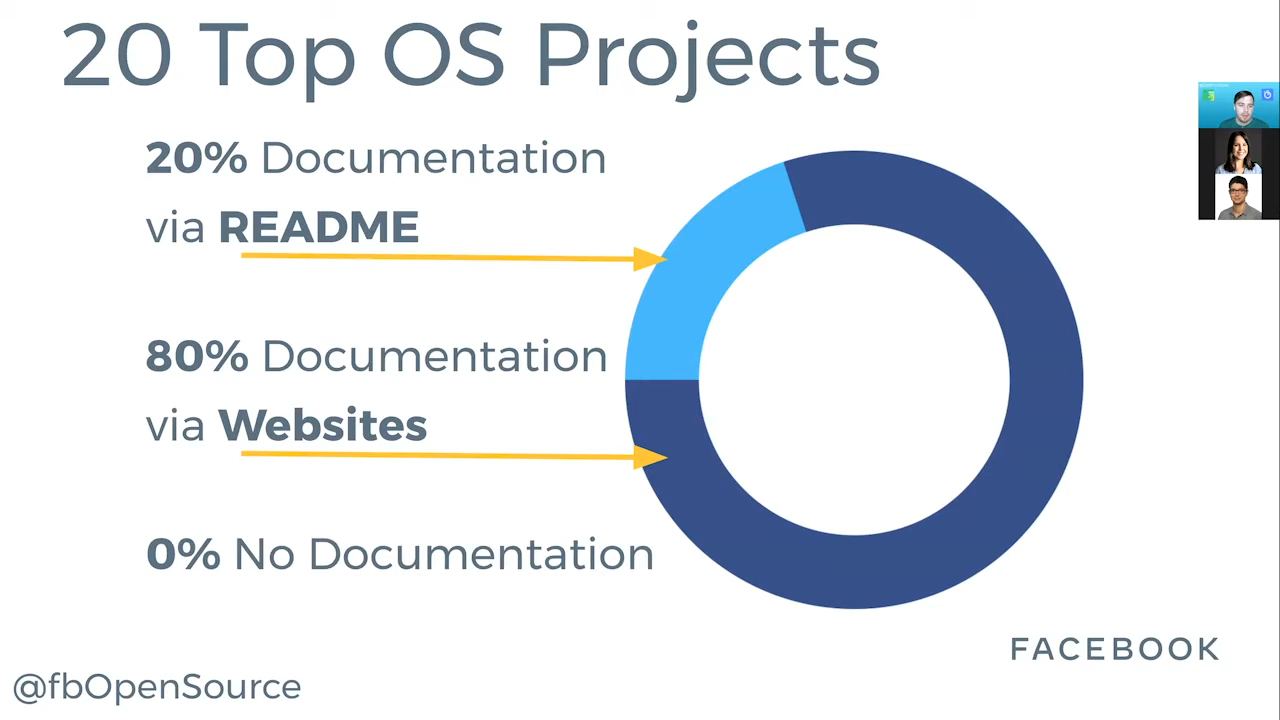 20 Top OS Projects
20% Documentation
via README
80% Documentation
via Websites
0% No Documentation
FACEBOOK
@fbOpenSource